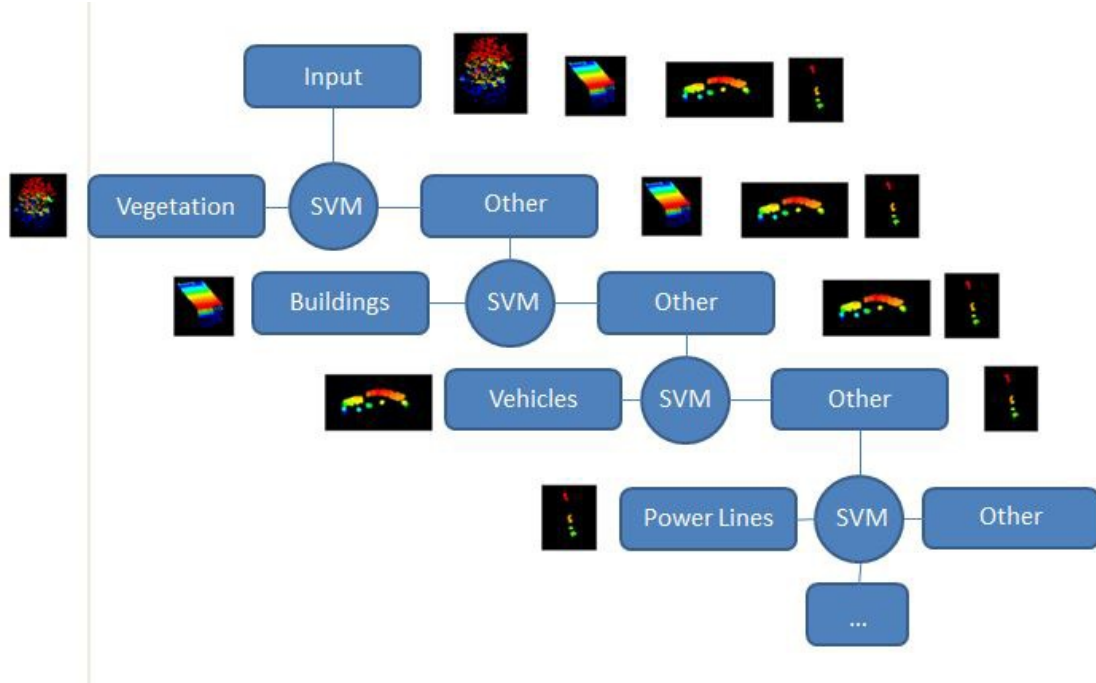 Input
Vegetation
SVM
Other
Buildings
SVM
Other
Vehicles
SVM
Other
Power Lines
SVM
Other
...